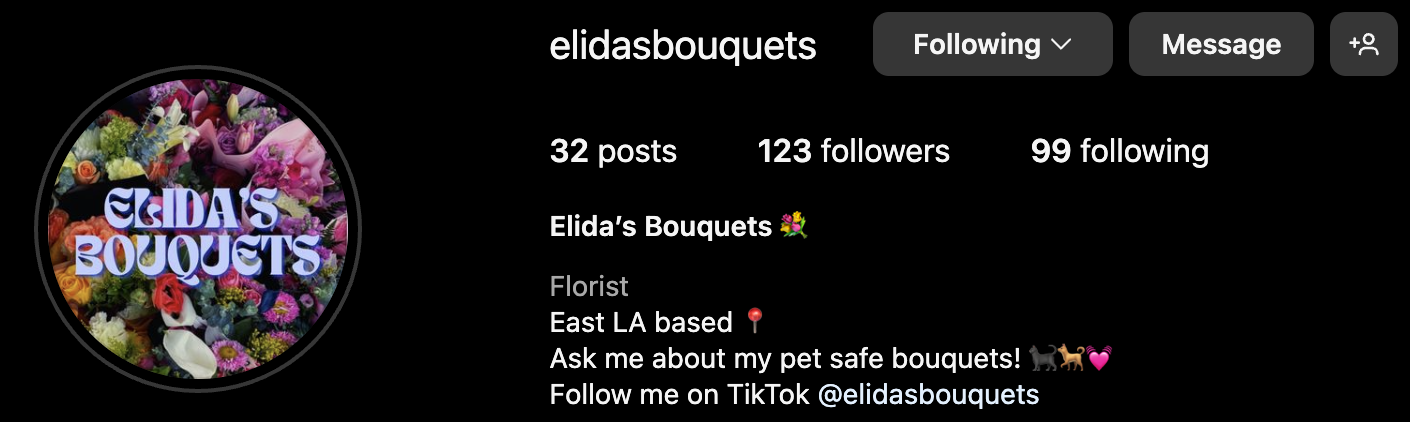 elidasbouquets Following Message
32 posts 123 followers 99 following
ELIDA'S
BOUQUETS
Elida’s Bouquets 💐
Florist
East LA based 📍
Ask me about my pet safe bouquets! 🐈‍⬛🐕💓
Follow me on TikTok @elidasbouquets